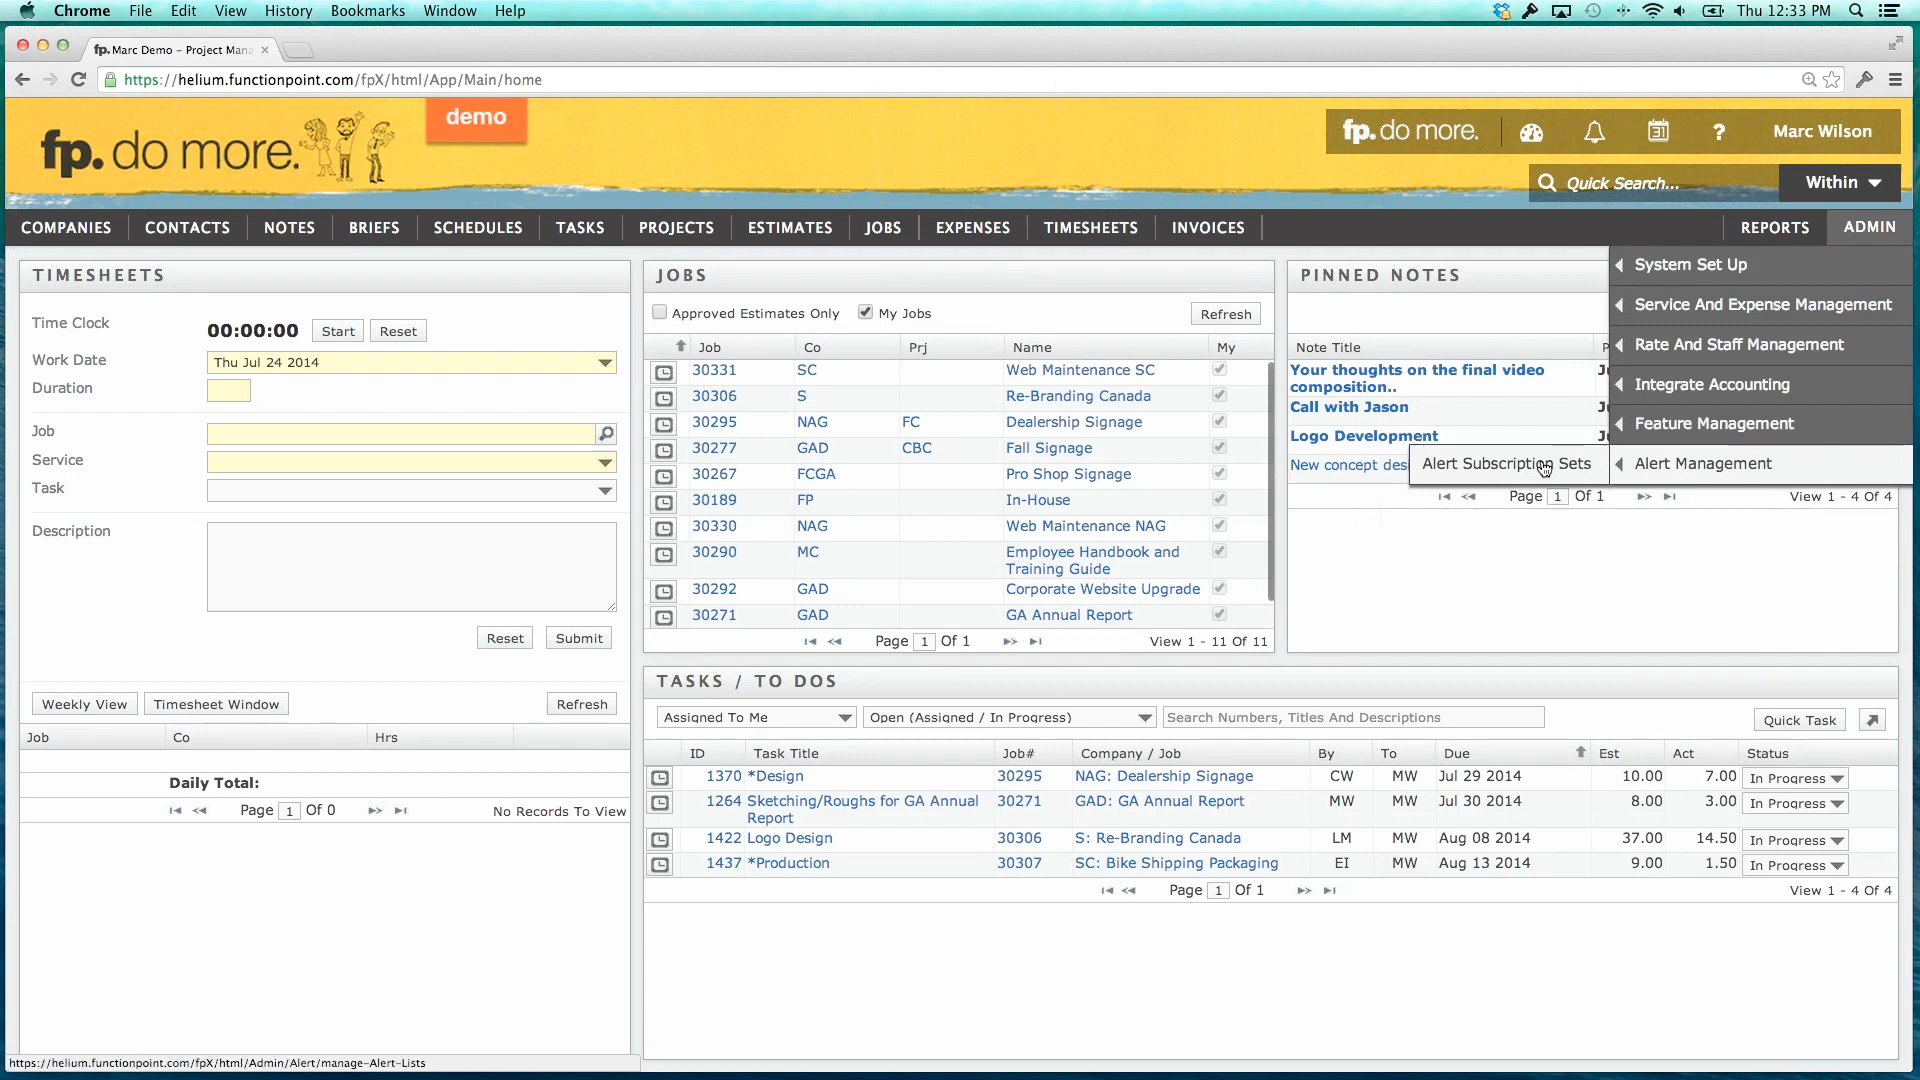 Chrome File Edit View History Bookmarks Window Help Thu 12:33 PM
fp. Marc Demo – Project Mana
https://helium.functionpoint.com/fpX/html/App/Main/home
fp. do more.
demo
fp. do more. 31 ? Marc Wilson
Quick Search... Within
COMPANIES CONTACTS NOTES BRIEFS SCHEDULES TASKS PROJECTS ESTIMATES JOBS EXPENSES TIMESHEETS INVOICES REPORTS ADMIN
System Set Up
Service And Expense Management
Rate And Staff Management
Integrate Accounting
Feature Management
Alert Management
Alert Subscription Sets
TIMESHEETS
Time Clock 00:00:00 Start Reset
Work Date Thu Jul 24 2014
Duration
Job
Service
Task
Description
Reset Submit
Weekly View Timesheet Window Refresh
Job Co Hrs
Daily Total:
Page 1 Of 0 No Records To View
JOBS
Approved Estimates Only My Jobs Refresh
Job Co Prj Name My
30331 SC Web Maintenance SC
30306 S Re-Branding Canada
30295 NAG FC Dealership Signage
30277 GAD CBC Fall Signage
30267 FCGA Pro Shop Signage
30189 FP In-House
30330 NAG Web Maintenance NAG
30290 MC Employee Handbook and
Training Guide
30292 GAD Corporate Website Upgrade
30271 GAD GA Annual Report
Page 1 Of 1 View 1 - 11 Of 11
PINNED NOTES
Note Title
Your thoughts on the final video
composition..
Call with Jason
Logo Development
New concept des
Page 1 Of 1 View 1 - 4 Of 4
TASKS / TO DOS
Assigned To Me Open (Assigned / In Progress) Search Numbers, Titles And Descriptions Quick Task
ID Task Title Job# Company / Job By To Due Est Act Status
1370 *Design 30295 NAG: Dealership Signage CW MW Jul 29 2014 10.00 7.00 In Progress
1264 Sketching/Roughs for GA Annual 30271 GAD: GA Annual Report MW MW Jul 30 2014 8.00 3.00 In Progress
Report
1422 Logo Design 30306 S: Re-Branding Canada LM MW Aug 08 2014 37.00 14.50 In Progress
1437 *Production 30307 SC: Bike Shipping Packaging EI MW Aug 13 2014 9.00 1.50 In Progress
Page 1 Of 1 View 1 - 4 Of 4
https://helium.functionpoint.com/fpX/html/Admin/Alert/manage-Alert-Lists